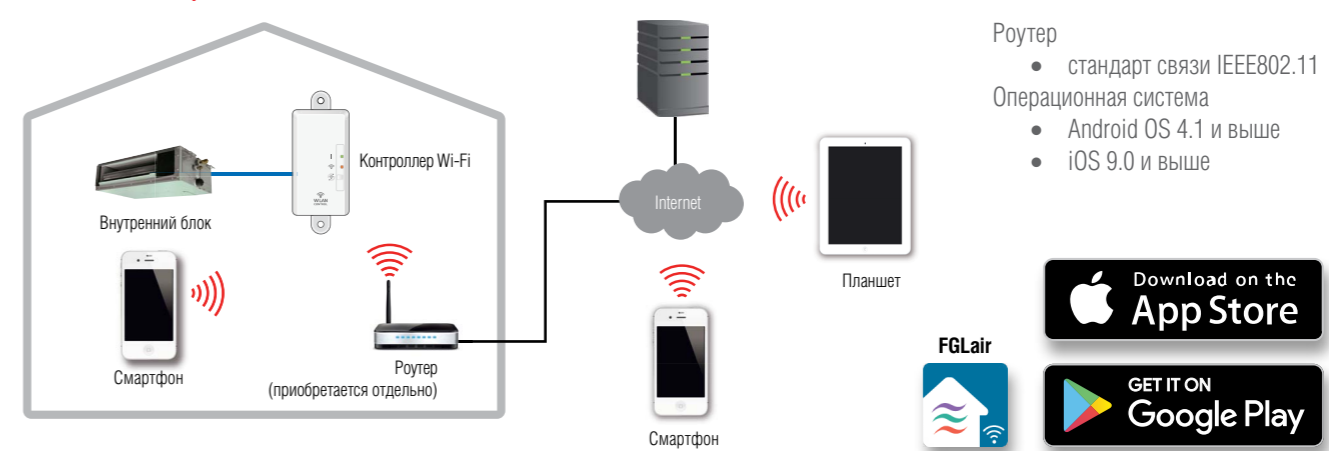 Контроллер Wi-Fi
WLAN
CONTROL
Внутренний блок
Смартфон
Роутер
(приобретается отдельно)
Internet
Планшет
Смартфон
Роутер
• стандарт связи IEEE802.11
Операционная система
• Android OS 4.1 и выше
• iOS 9.0 и выше
FGLair
Download on the
App Store
GET IT ON
Google Play